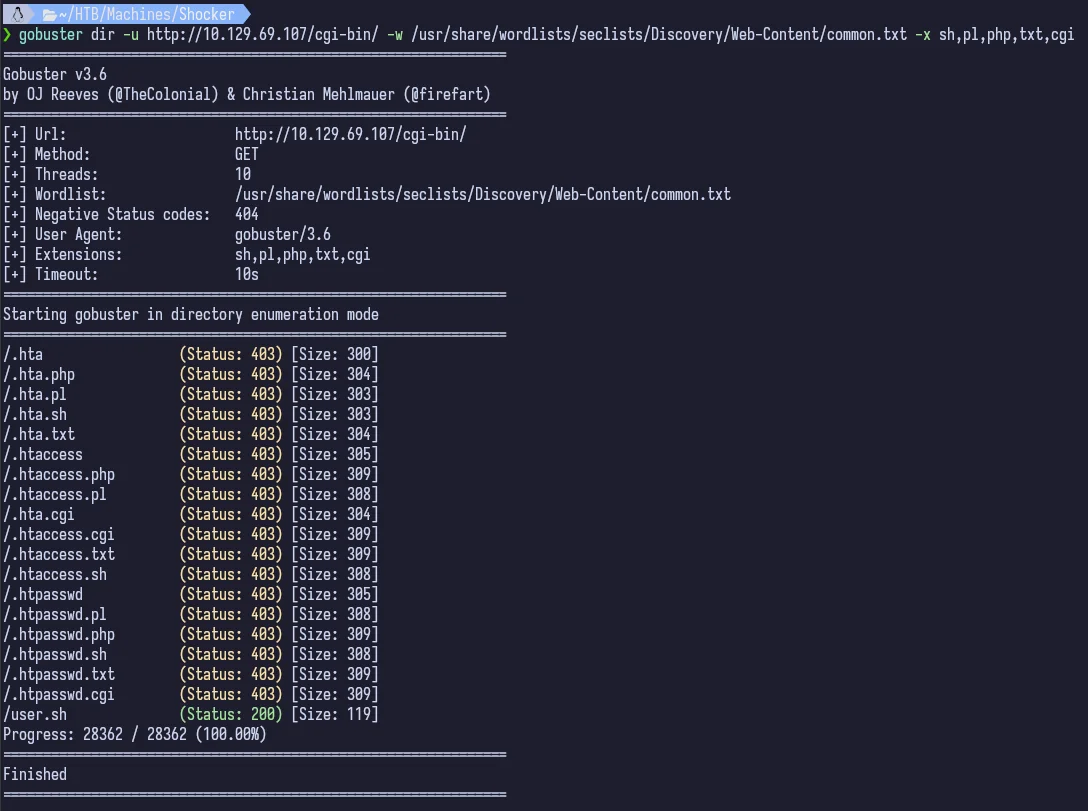 ~/HTB/Machines/Shocker
❯ gobuster dir -u http://10.129.69.107/cgi-bin/ -w /usr/share/wordlists/seclists/Discovery/Web-Content/common.txt -x sh,pl,php,txt,cgi
===============================================================
Gobuster v3.6
by OJ Reeves (@TheColonial) & Christian Mehlmauer (@firefart)
===============================================================
[+] Url:                     http://10.129.69.107/cgi-bin/
[+] Method:                  GET
[+] Threads:                 10
[+] Wordlist:                /usr/share/wordlists/seclists/Discovery/Web-Content/common.txt
[+] Negative Status codes:   404
[+] User Agent:              gobuster/3.6
[+] Extensions:              sh,pl,php,txt,cgi
[+] Timeout:                 10s
===============================================================
Starting gobuster in directory enumeration mode
===============================================================
/.hta                 (Status: 403) [Size: 300]
/.hta.php             (Status: 403) [Size: 304]
/.hta.pl              (Status: 403) [Size: 303]
/.hta.sh              (Status: 403) [Size: 303]
/.hta.txt             (Status: 403) [Size: 304]
/.htaccess            (Status: 403) [Size: 305]
/.htaccess.php        (Status: 403) [Size: 309]
/.htaccess.pl         (Status: 403) [Size: 308]
/.hta.cgi             (Status: 403) [Size: 304]
/.htaccess.cgi        (Status: 403) [Size: 309]
/.htaccess.txt        (Status: 403) [Size: 309]
/.htaccess.sh         (Status: 403) [Size: 308]
/.htpasswd            (Status: 403) [Size: 305]
/.htpasswd.pl         (Status: 403) [Size: 308]
/.htpasswd.php        (Status: 403) [Size: 309]
/.htpasswd.sh         (Status: 403) [Size: 308]
/.htpasswd.txt        (Status: 403) [Size: 309]
/.htpasswd.cgi        (Status: 403) [Size: 309]
/user.sh              (Status: 200) [Size: 119]
Progress: 28362 / 28362 (100.00%)
===============================================================
Finished
===============================================================